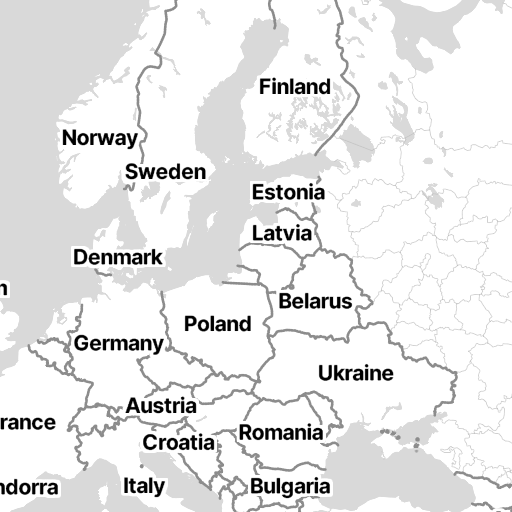 Finland
Norway
Sweden
Estonia
Latvia
Denmark
m
Belarus
Poland
Germany
Ukraine
Austria
rance
Romania
Croatia
ndorra
Italy
Bulgaria